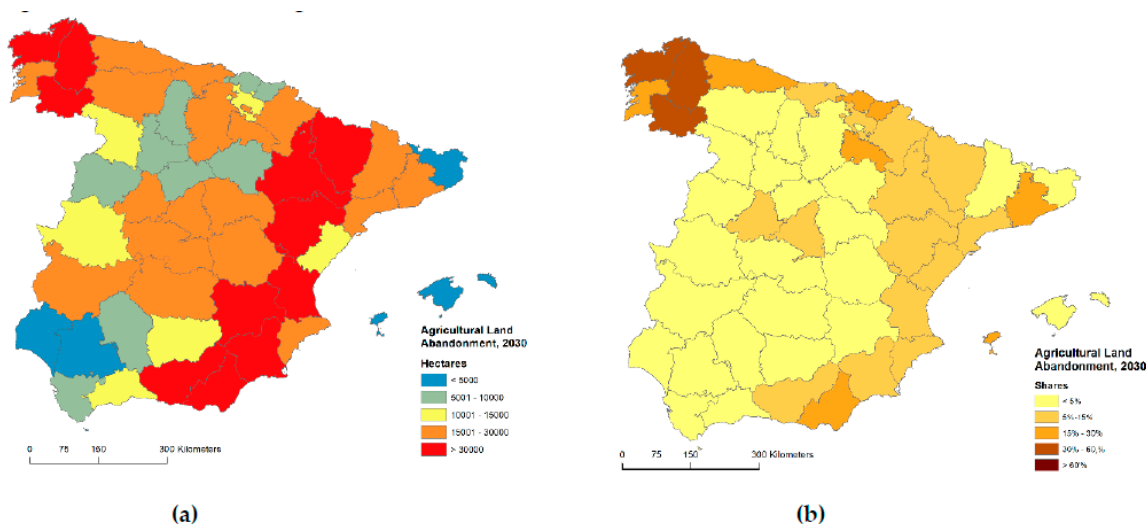 Agricultural Land
Abandonment, 2030
Hectares
< 5000
5001 - 10000
10001 - 15000
15001 - 30000
> 30000
0 75 150 300 Kilometers
(a)
Agricultural Land
Abandonment, 2030
Shares
< 5%
5%-15%
15% - 30%
30% - 60,%
> 60%
0 75 150 300 Kilometers
(b)